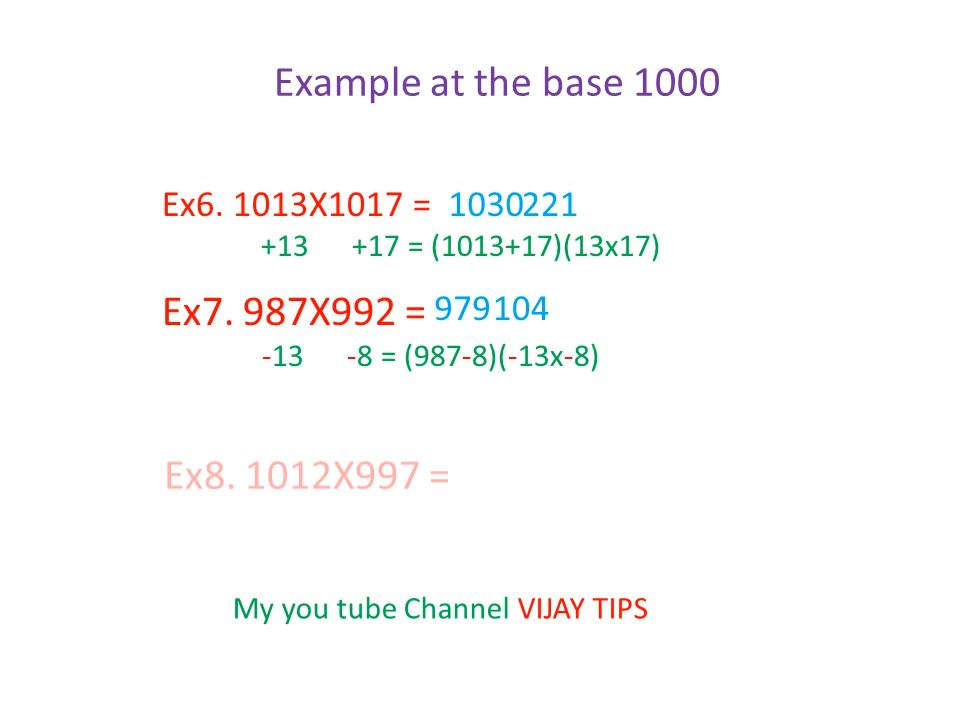 Example at the base 1000
Ex6. 1013X1017 = 1030221
+13 +17 = (1013+17)(13x17)
Ex7. 987X992 = 979104
-13 -8 = (987-8)(-13x-8)
Ex8. 1012X997 =
My you tube Channel VIJAY TIPS